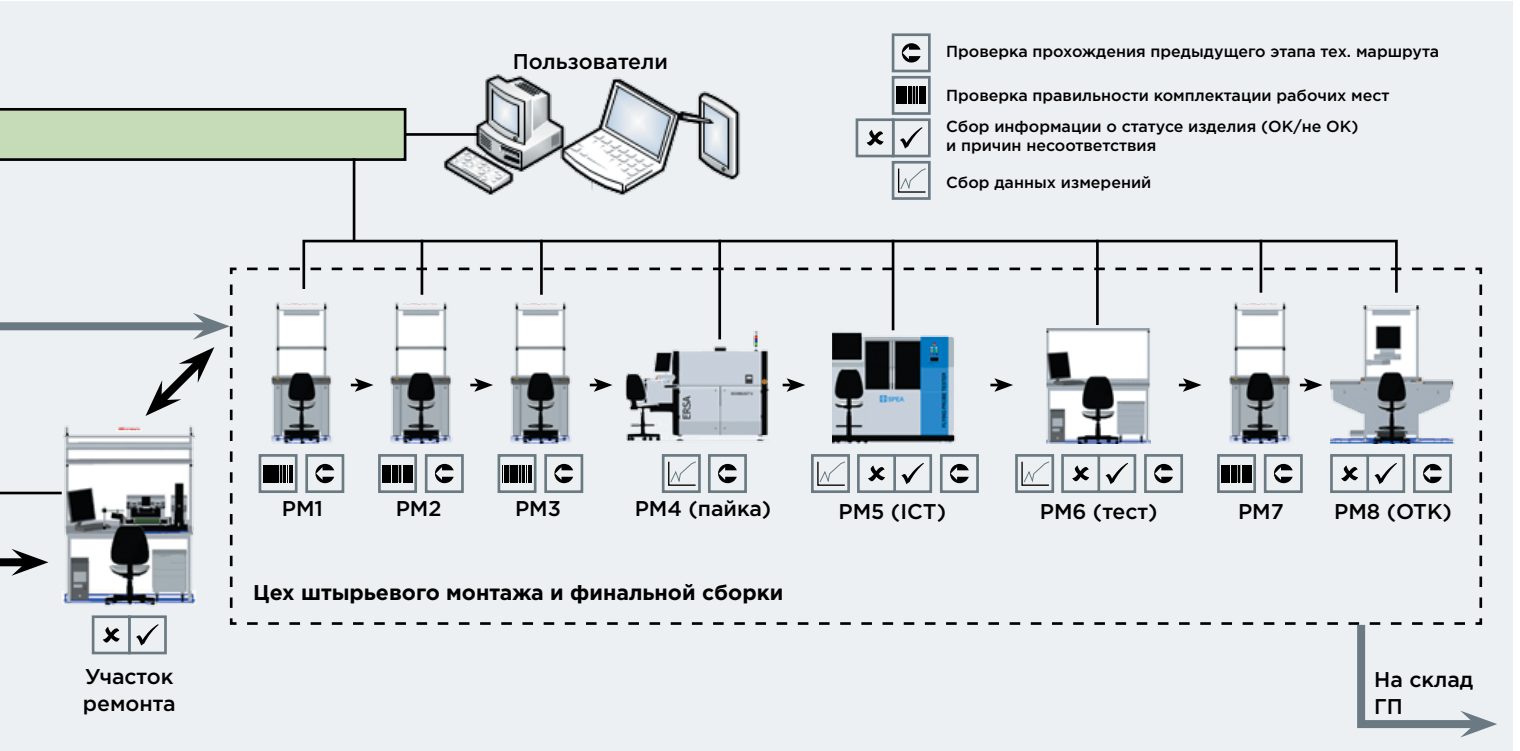 Пользователи
Проверка прохождения предыдущего этапа тех. маршрута
Проверка правильности комплектации рабочих мест
Сбор информации о статусе изделия (ОК/не ОК)
и причин несоответствия
Сбор данных измерений
ERSA
SPEA
РМ1
РМ2
РМ3
РМ4 (пайка)
РМ5 (ICT)
РМ6 (тест)
РМ7
РМ8 (ОТК)
Цех штырьевого монтажа и финальной сборки
Участок
ремонта
На склад
ГП